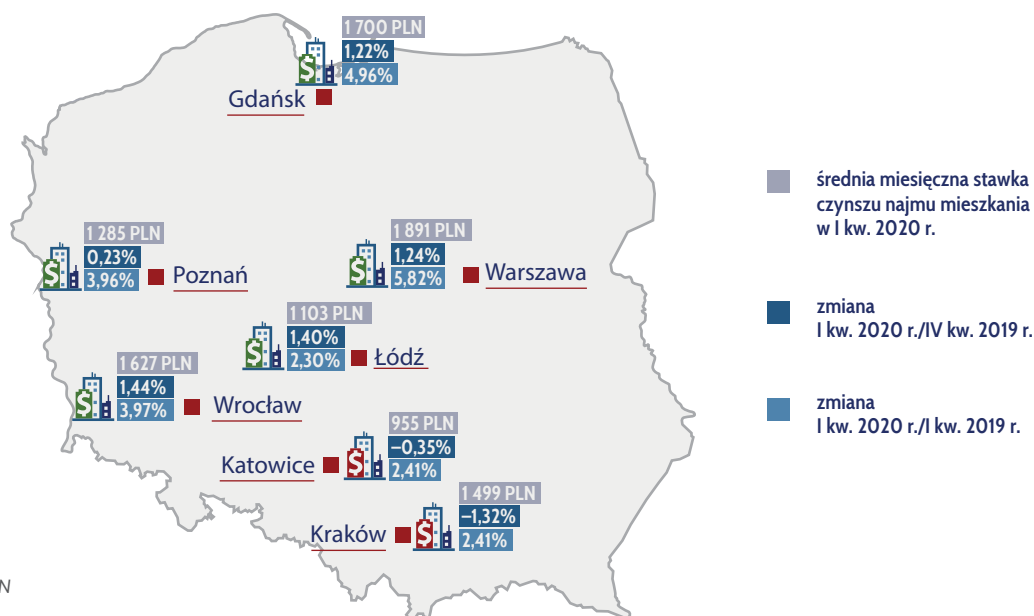 1 700 PLN
1,22%
4,96%
Gdańsk
1 285 PLN
0,23%
3,96%
Poznań
1 891 PLN
1,24%
5,82%
Warszawa
1 103 PLN
1,40%
2,30%
Łódź
1 627 PLN
1,44%
3,97%
Wrocław
955 PLN
–0,35%
2,41%
Katowice
1 499 PLN
–1,32%
2,41%
Kraków
średnia miesięczna stawka
czynszu najmu mieszkania
w I kw. 2020 r.
zmiana
I kw. 2020 r./IV kw. 2019 r.
zmiana
I kw. 2020 r./I kw. 2019 r.
N